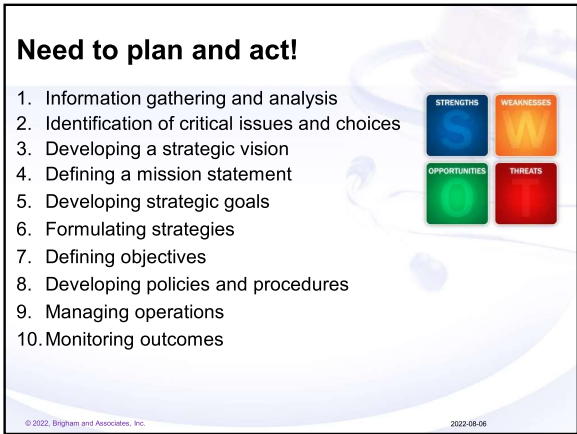 Need to plan and act!
1. Information gathering and analysis
2. Identification of critical issues and choices
3. Developing a strategic vision
4. Defining a mission statement
5. Developing strategic goals
6. Formulating strategies
7. Defining objectives
8. Developing policies and procedures
9. Managing operations
10. Monitoring outcomes
STRENGTHS
S
WEAKNESSES
W
OPPORTUNITIES
O
THREATS
T
© 2022, Brigham and Associates, Inc.
2022-08-06